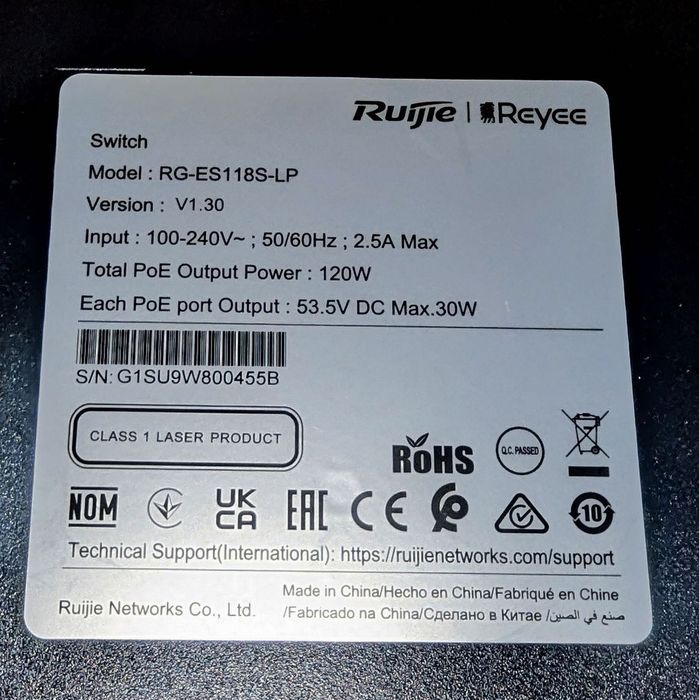 Ruijie | Reyee
Switch
Model : RG-ES118S-LP
Version : V1.30
Input : 100-240V~ ; 50/60Hz ; 2.5A Max
Total PoE Output Power : 120W
Each PoE port Output : 53.5V DC Max.30W
S/N: G1SU9W800455B
CLASS 1 LASER PRODUCT
RoHS
Q.C. PASSED
NOM
UK
CA
EAC
CE
10
Technical Support(International): https://ruijienetworks.com/support
Ruijie Networks Co., Ltd.
Made in China/Hecho en China/Fabriqué en Chine
/Fabricado na China/Сделано в Китае /صنع في الصين